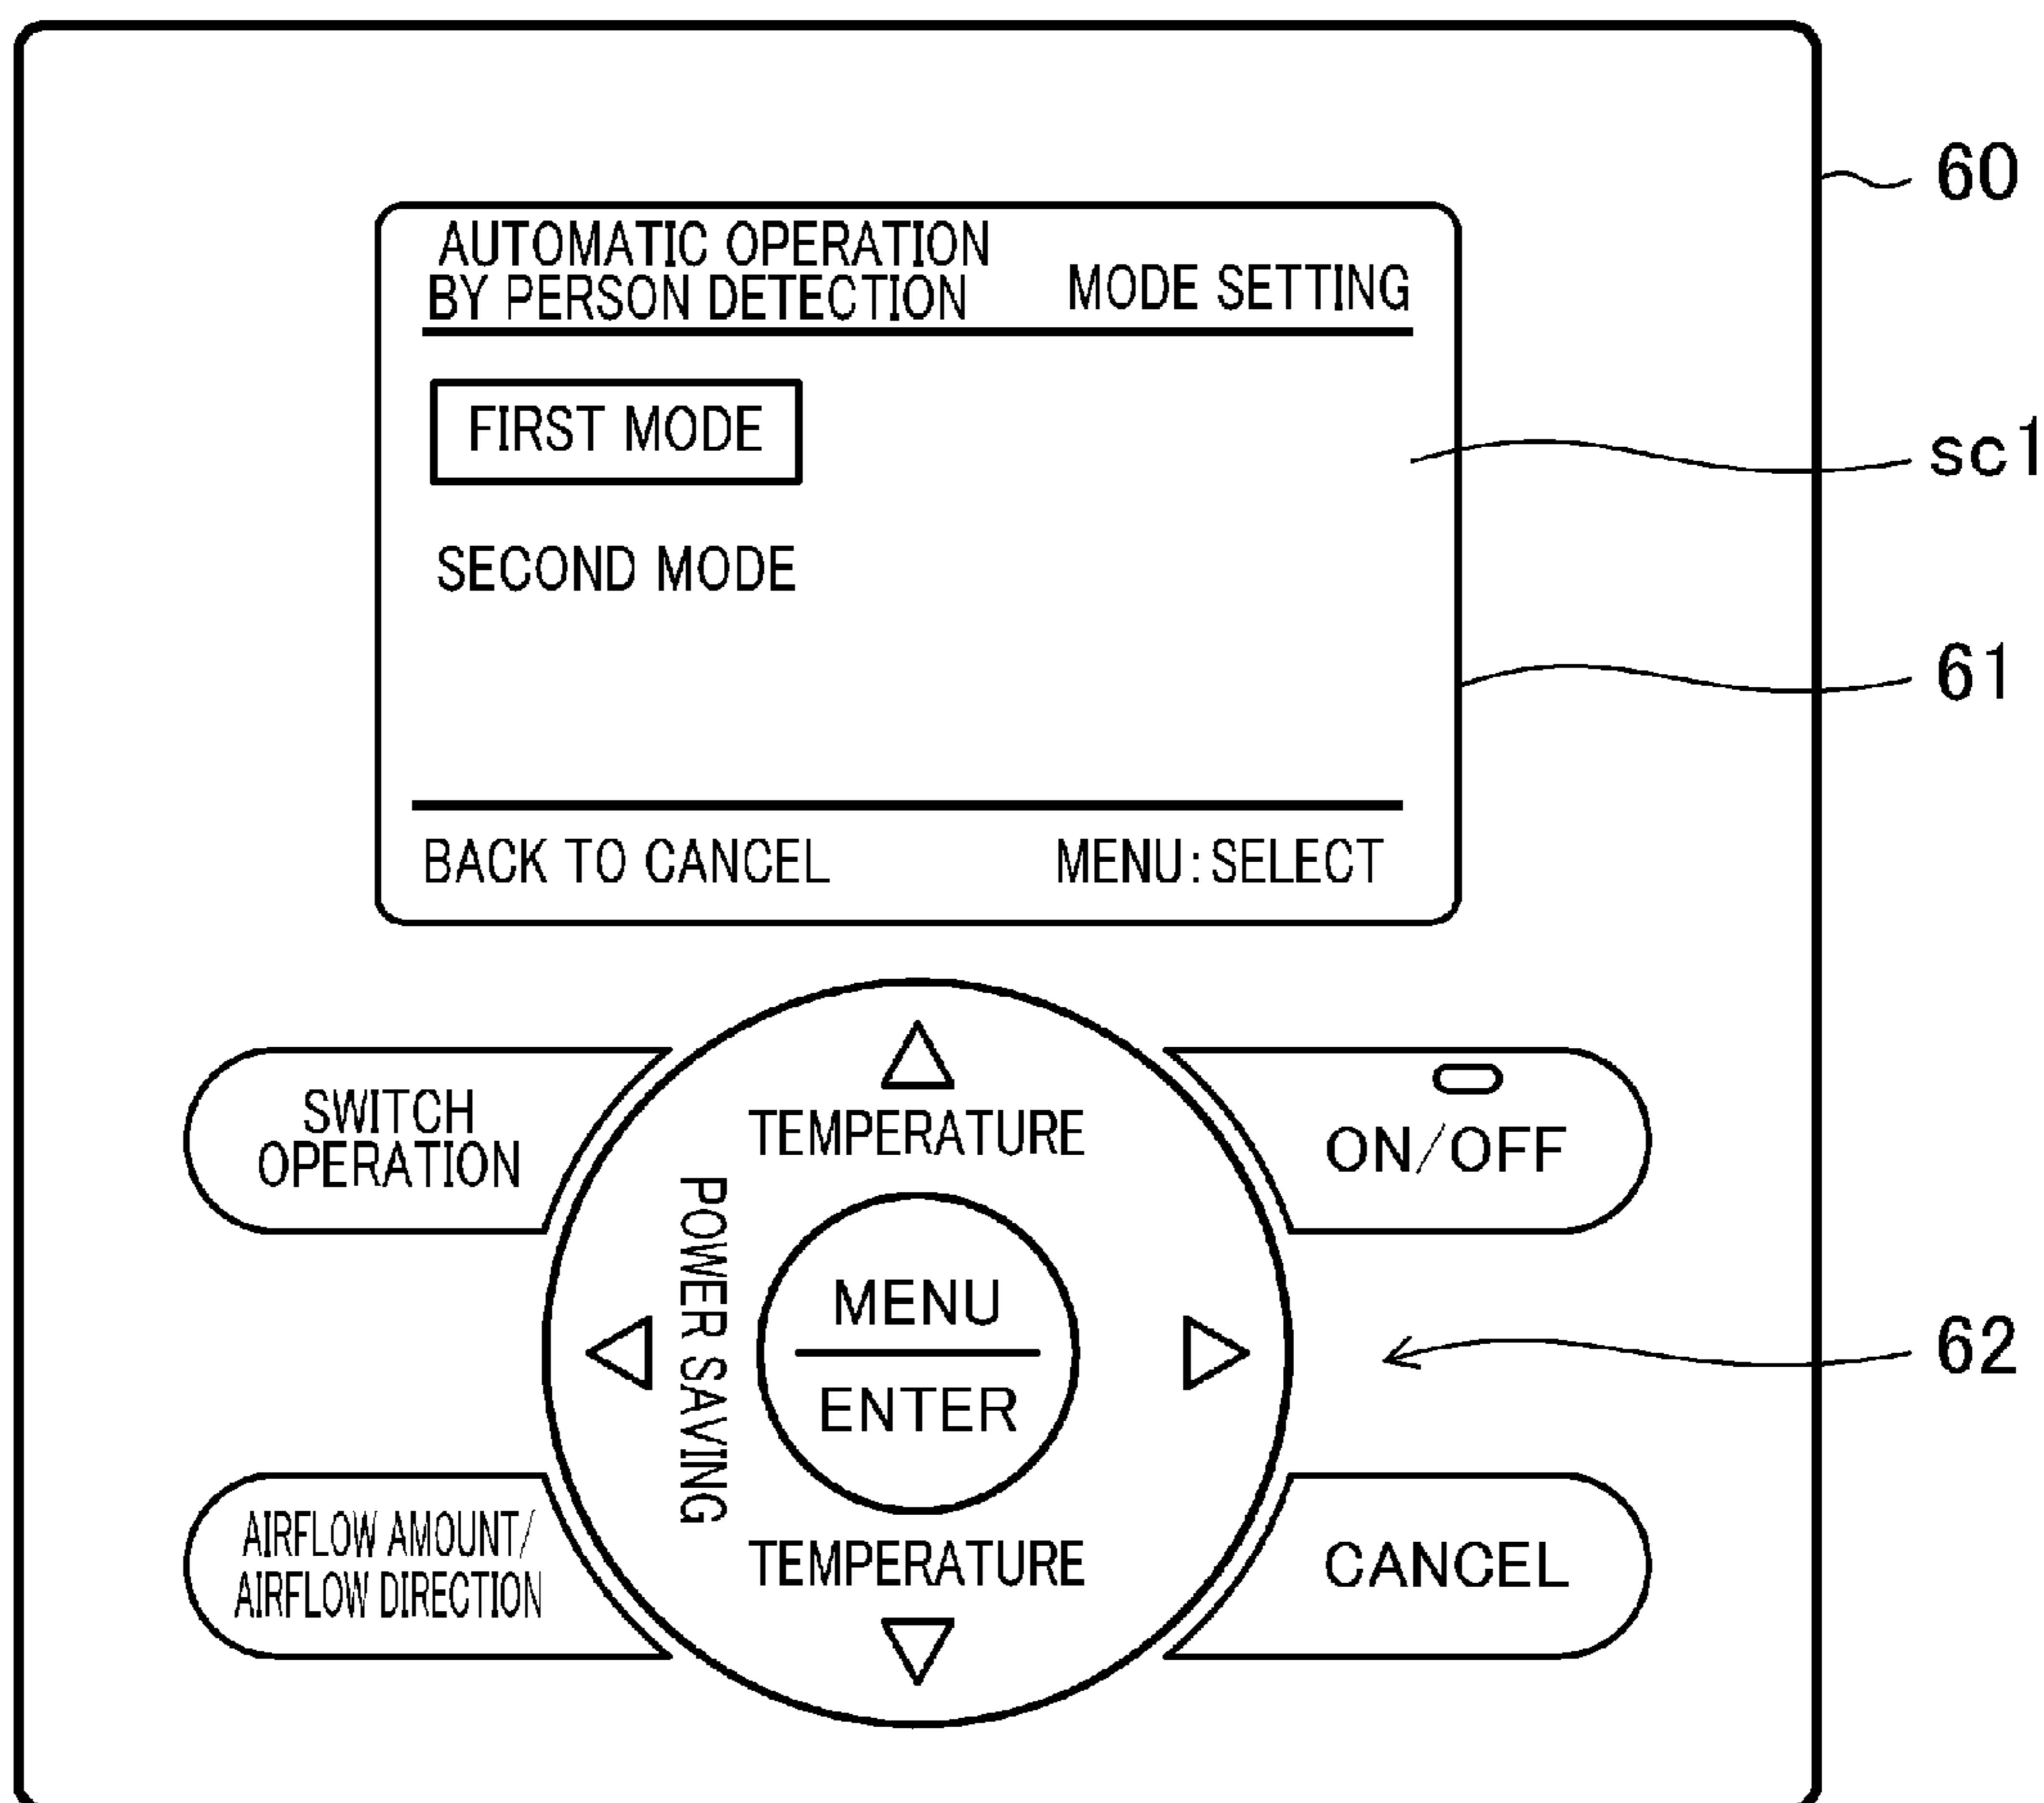 60
AUTOMATIC OPERATION
BY PERSON DETECTION
MODE SETTING
FIRST MODE
sc1
SECOND MODE
61
BACK TO CANCEL
MENU:SELECT
SWITCH
OPERATION
TEMPERATURE
ON/OFF
POWER SAVING
MENU
ENTER
62
AIRFLOW AMOUNT/
AIRFLOW DIRECTION
TEMPERATURE
CANCEL